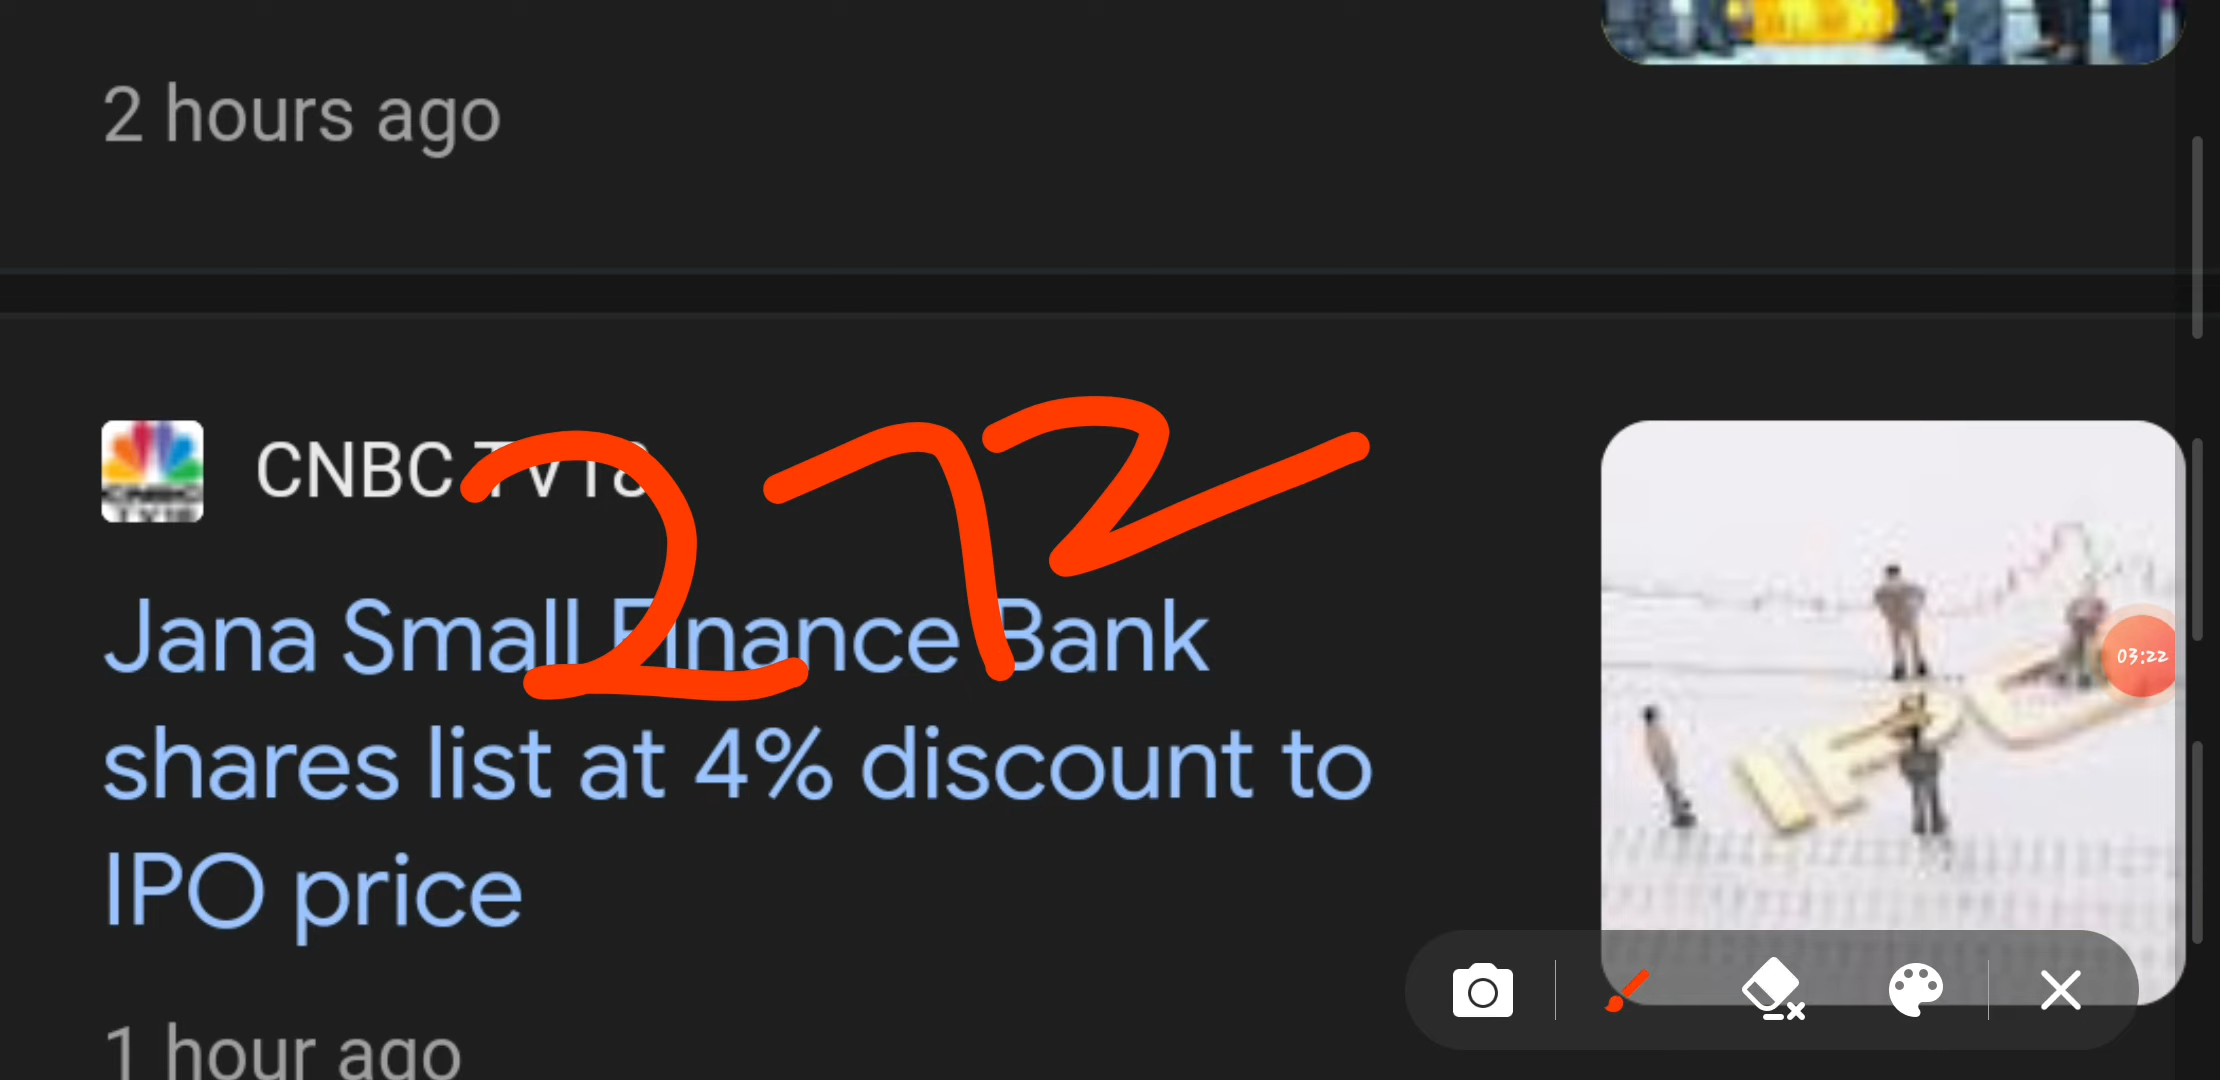 2 hours ago
CNBC TV18
272
Jana Small Finance Bank
shares list at 4% discount to
IPO price
03:22
1 hour ago